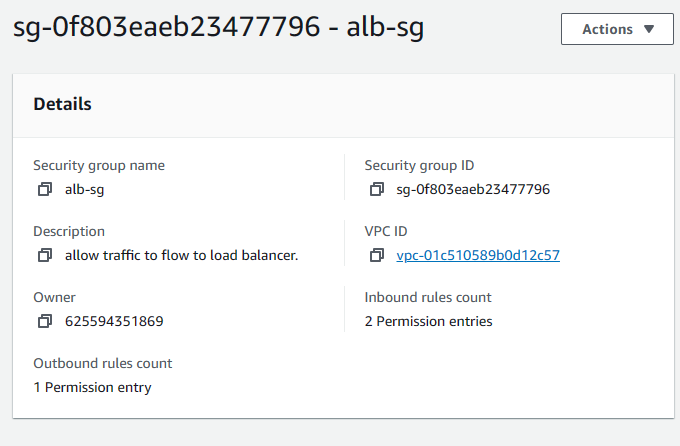 sg-0f803eaeb23477796 - alb-sg
Actions
Details
Security group name
alb-sg
Security group ID
sg-0f803eaeb23477796
Description
allow traffic to flow to load balancer.
VPC ID
vpc-01c510589b0d12c57
Owner
625594351869
Inbound rules count
2 Permission entries
Outbound rules count
1 Permission entry